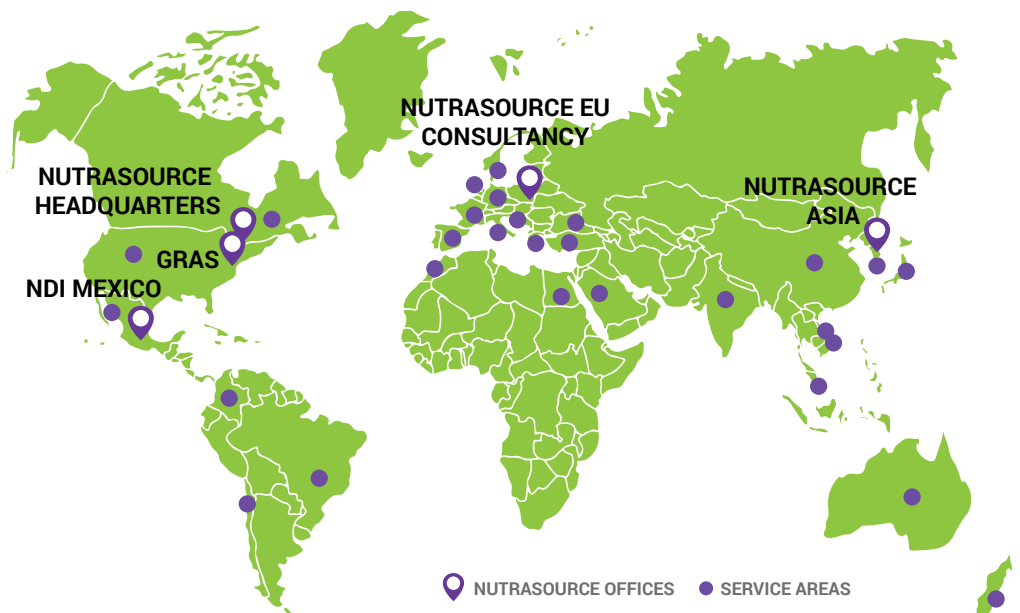 NUTRASOURCE EU
CONSULTANCY
NUTRASOURCE
HEADQUARTERS
NUTRASOURCE
ASIA
GRAS
NDI MEXICO
NUTRASOURCE OFFICES
SERVICE AREAS